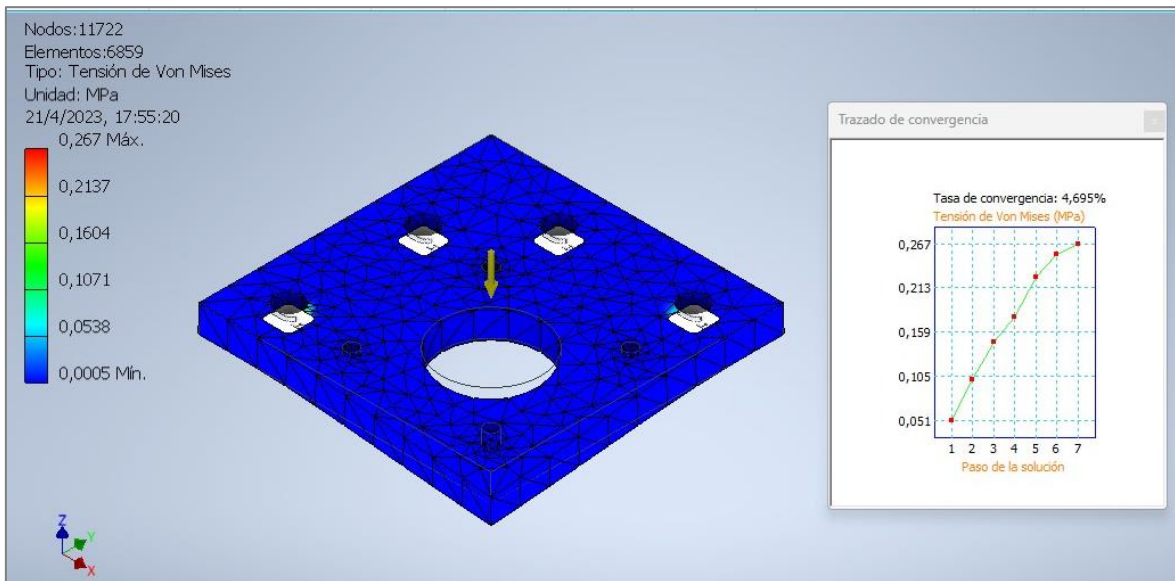 Nodos:11722
Elementos:6859
Tipo: Tensión de Von Mises
Unidad: MPa
21/4/2023, 17:55:20
0,267 Máx.
0,2137
0,1604
0,1071
0,0538
0,0005 Mín.
Z
Y
X
Trazado de convergencia
x
Tasa de convergencia: 4,695%
Tensión de Von Mises (MPa)
0,267
0,213
0,159
0,105
0,051
1 2 3 4 5 6 7
Paso de la solución